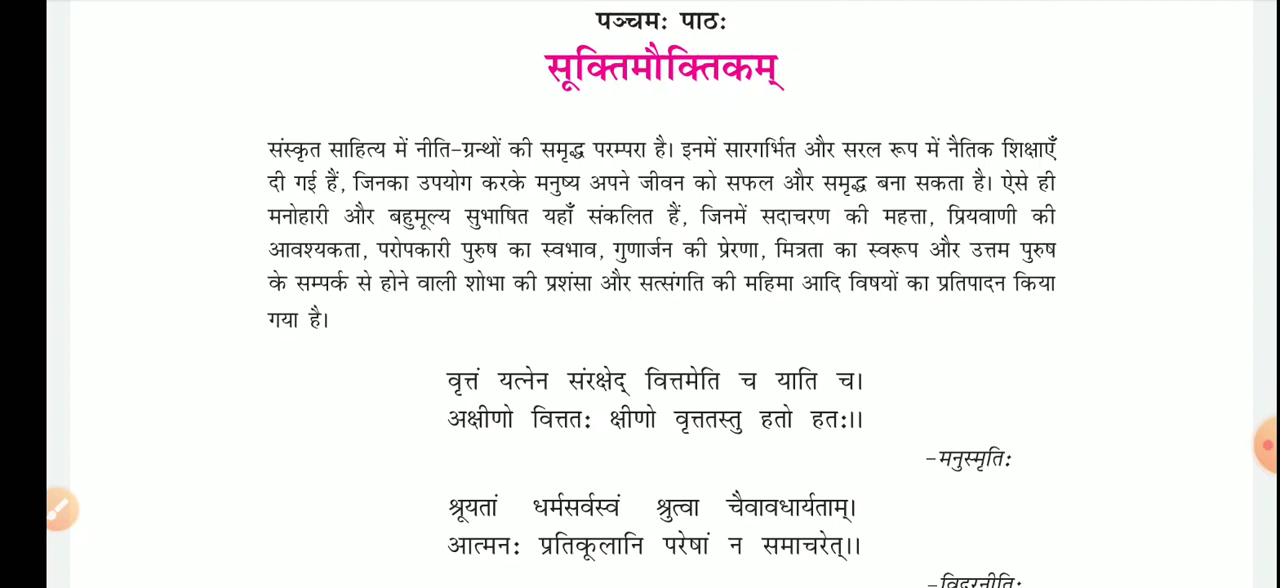 पञ्चमः पाठः
सूक्तिमौक्तिकम्
संस्कृत साहित्य में नीति-ग्रन्थों की समृद्ध परम्परा है। इनमें सारगर्भित और सरल रूप में नैतिक शिक्षाएँ
दी गई हैं, जिनका उपयोग करके मनुष्य अपने जीवन को सफल और समृद्ध बना सकता है। ऐसे ही
मनोहारी और बहुमूल्य सुभाषित यहाँ संकलित हैं, जिनमें सदाचरण की महत्ता, प्रियवाणी की
आवश्यकता, परोपकारी पुरुष का स्वभाव, गुणार्जन की प्रेरणा, मित्रता का स्वरूप और उत्तम पुरुष
के सम्पर्क से होने वाली शोभा की प्रशंसा और सत्संगति की महिमा आदि विषयों का प्रतिपादन किया
गया है।
वृत्तं यत्नेन संरक्षेद् वित्तमेति च याति च।
अक्षीणो वित्ततः क्षीणो वृत्ततस्तु हतो हतः।।
-मनुस्मृतिः
श्रूयतां धर्मसर्वस्वं श्रुत्वा चैवावधार्यताम्।
आत्मनः प्रतिकूलानि परेषां न समाचरेत्।।
-विदुरनीतिः